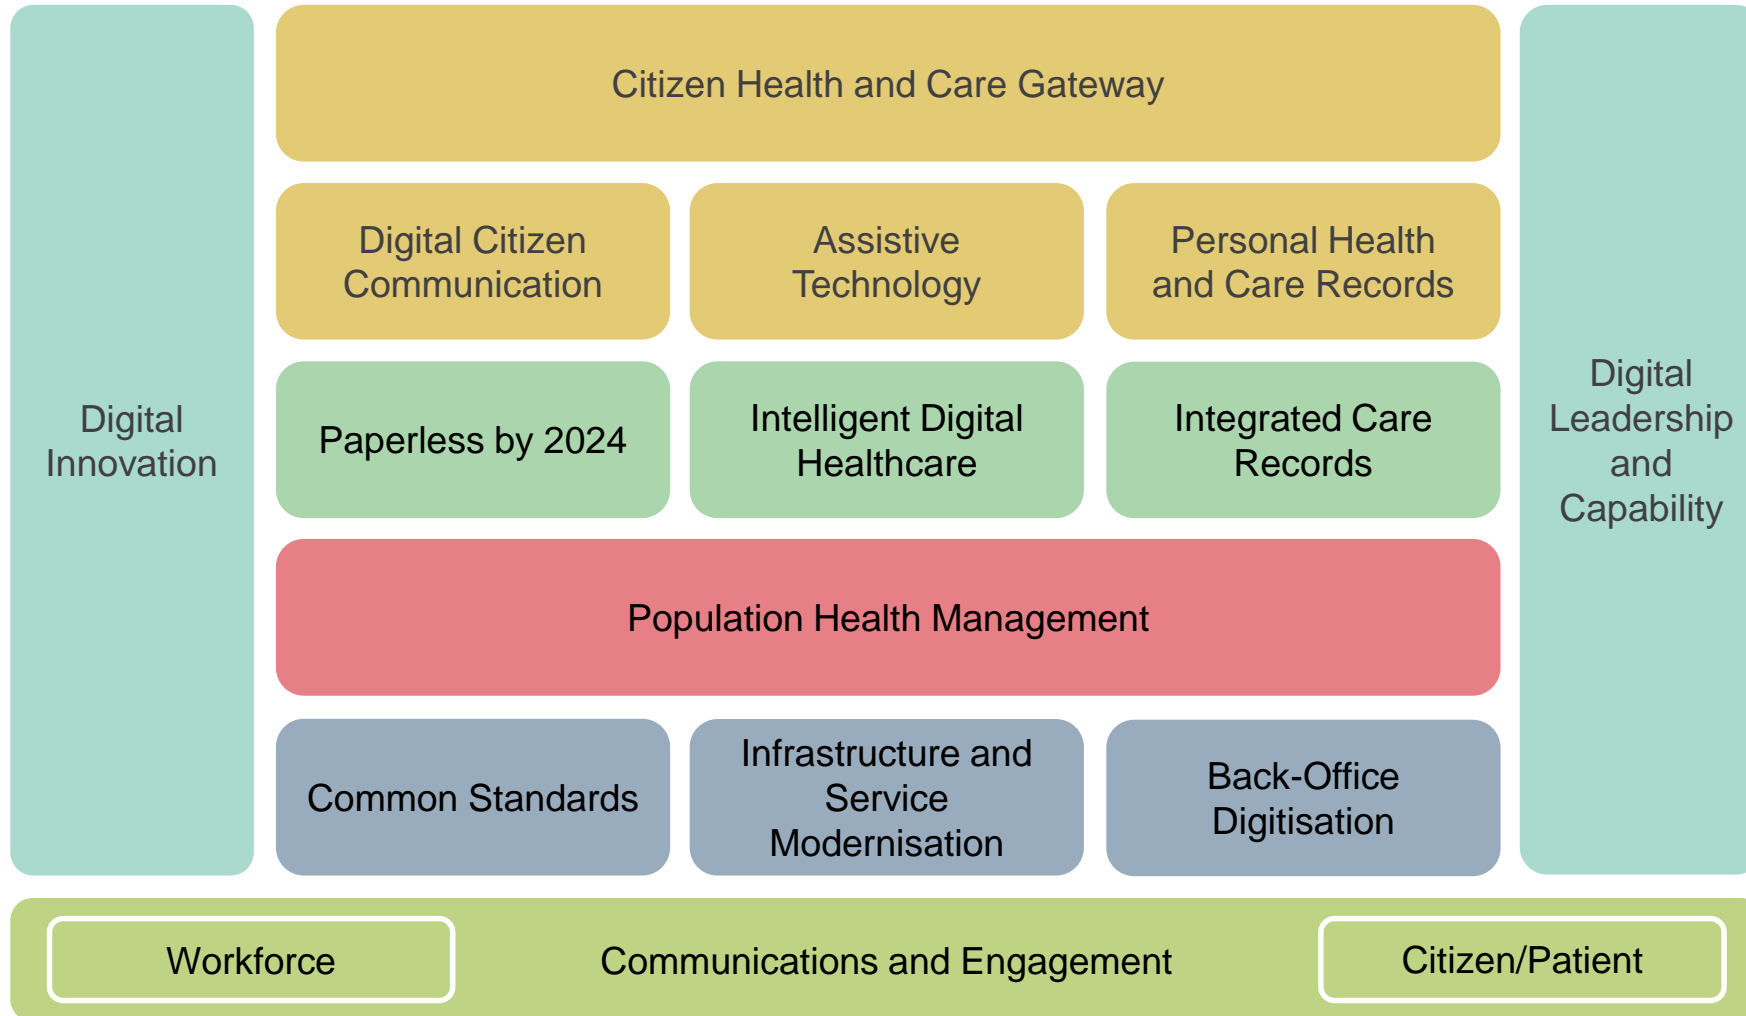 Citizen Health and Care Gateway
Digital Citizen
Communication
Assistive
Technology
Personal Health
and Care Records
Digital
Innovation
Paperless by 2024
Intelligent Digital
Healthcare
Integrated Care
Records
Digital
Leadership
and
Capability
Population Health Management
Common Standards
Infrastructure and
Service
Modernisation
Back-Office
Digitisation
Workforce
Communications and Engagement
Citizen/Patient